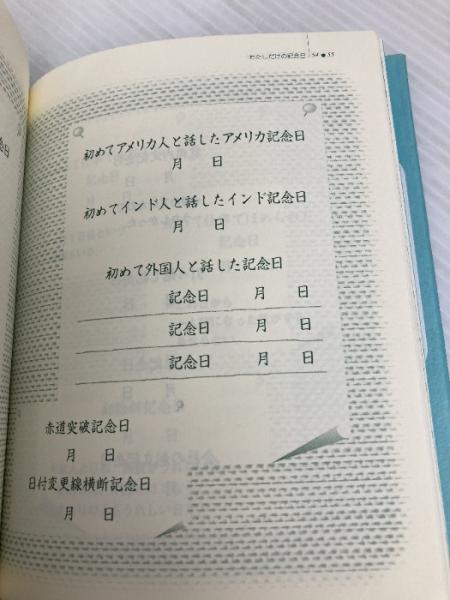 わたしだけの記念日 54●55
初めてアメリカ人と話したアメリカ記念日
月 日
初めてインド人と話したインド記念日
月 日
初めて外国人と話した記念日
記念日 月 日
記念日 月 日
記念日 月 日
赤道突破記念日
月 日
日付変更線横断記念日
月 日
念日